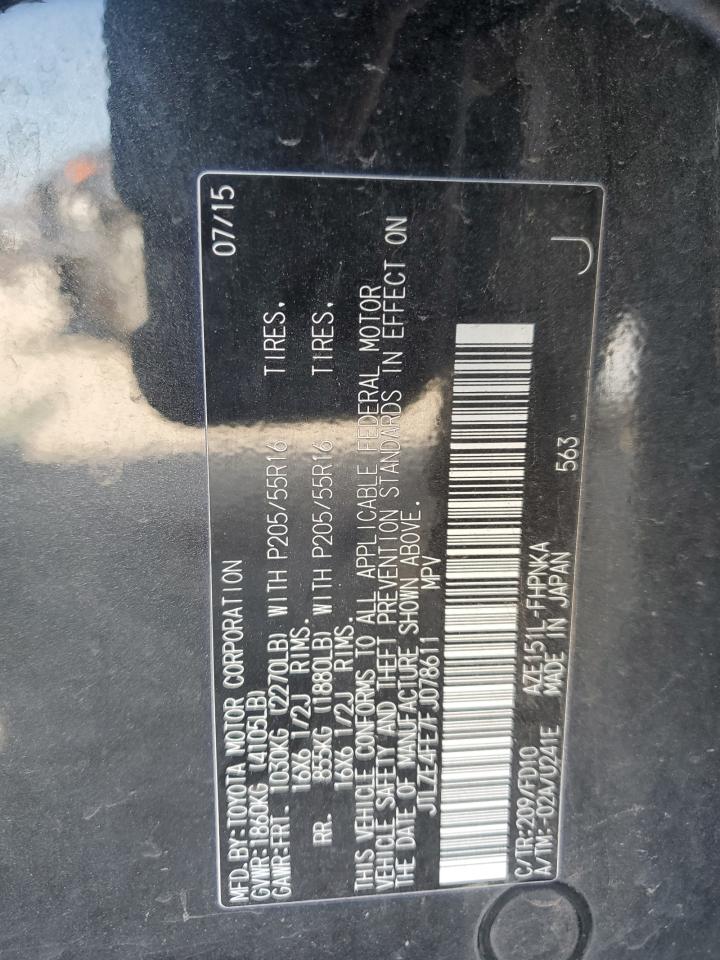 MFD.BY:TOYOTA MOTOR CORPORATION 07/15
GVWR:1860KG (4105LB)
GAWR:FRT. 1030KG (2270LB) WITH P205/55R16 TIRES,
16X6 1/2J RIMS.
RR. 855KG (1880LB) WITH P205/55R16 TIRES,
16X6 1/2J RIMS.
THIS VEHICLE CONFORMS TO ALL APPLICABLE FEDERAL MOTOR
VEHICLE SAFETY AND THEFT PREVENTION STANDARDS IN EFFECT ON
THE DATE OF MANUFACTURE SHOWN ABOVE.
JTLZE4FE7FJ078611 MPV
C/TR:209/FD10 AZE151L-FHPNKA 563
A/TM:-02A/U241E MADE IN JAPAN J